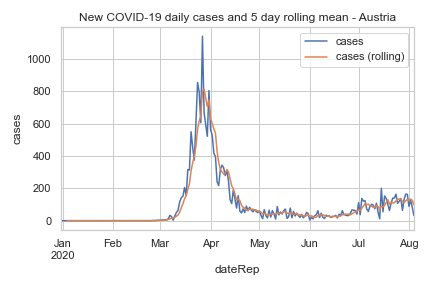 New COVID-19 daily cases and 5 day rolling mean - Austria
cases
cases (rolling)
cases
1000
800
600
400
200
0
Jan Feb Mar Apr May Jun Jul Aug
2020
dateRep